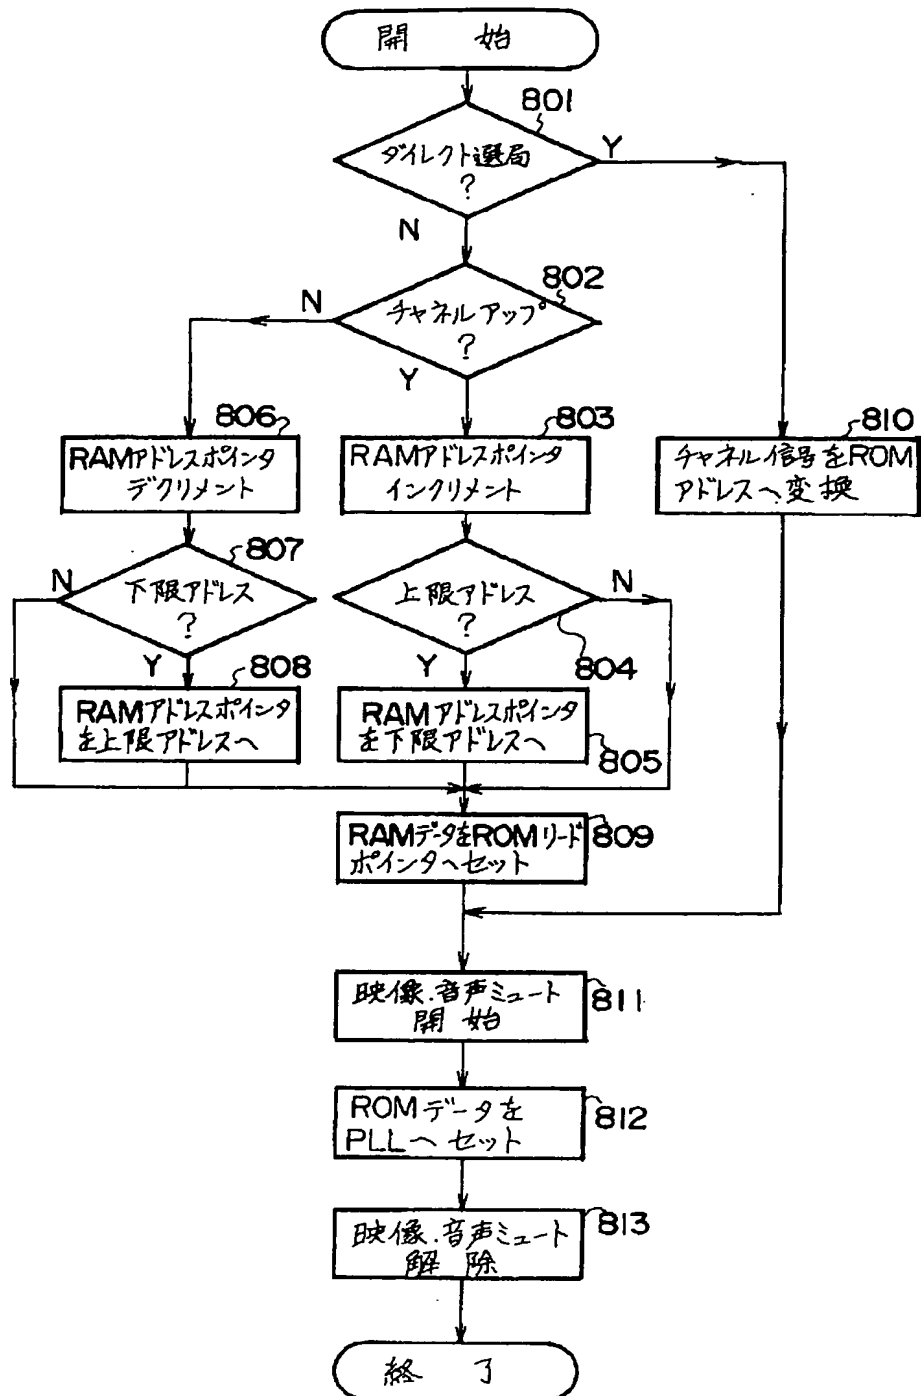 開 始
801
ダイレクト選局
?
Y
N
802
チャネルアップ
?
N
Y
806
RAMアドレスポインタ
デクリメント
803
RAMアドレスポインタ
インクリメント
810
チャネル信号をROM
アドレスへ変換
807
下限アドレス
?
N
Y
上限アドレス
?
N
804
Y
808
RAMアドレスポインタ
を上限アドレスへ
RAMアドレスポインタ
を下限アドレスへ
805
RAMデータをROMリード
ポインタヘセット
809
映像.音声ミュート
開始
811
ROMデータを
PLLヘセット
812
映像.音声ミュート
解除
813
終 了